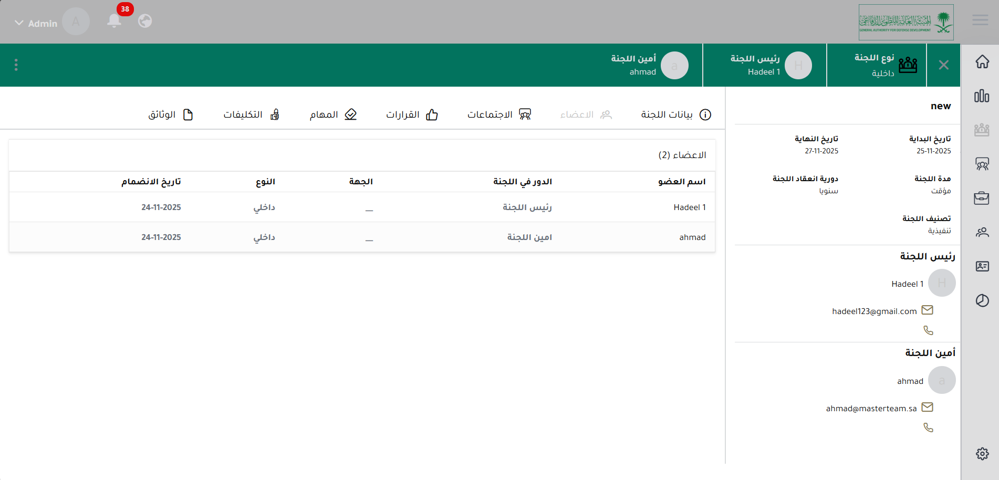 الهيئة العامة للتطوير الدفاعي
GENERAL AUTHORITY FOR DEFENSE DEVELOPMENT
38
A
Admin
نوع اللجنة
داخلية
H
رئيس اللجنة
Hadeel 1
a
أمين اللجنة
ahmad
new
تاريخ البداية
25-11-2025
تاريخ النهاية
27-11-2025
مدة اللجنة
مؤقت
دورية انعقاد اللجنة
سنويا
تصنيف اللجنة
تنفيذية
رئيس اللجنة
H
Hadeel 1
hadeel123@gmail.com
أمين اللجنة
a
ahmad
ahmad@masterteam.sa
بيانات اللجنة
الاعضاء
الاجتماعات
القرارات
المهام
التكليفات
الوثائق
الاعضاء (2)
اسم العضو الدور في اللجنة الجهة النوع تاريخ الانضمام
Hadeel 1 رئيس اللجنة __ داخلي 24-11-2025
ahmad امين اللجنة __ داخلي 24-11-2025